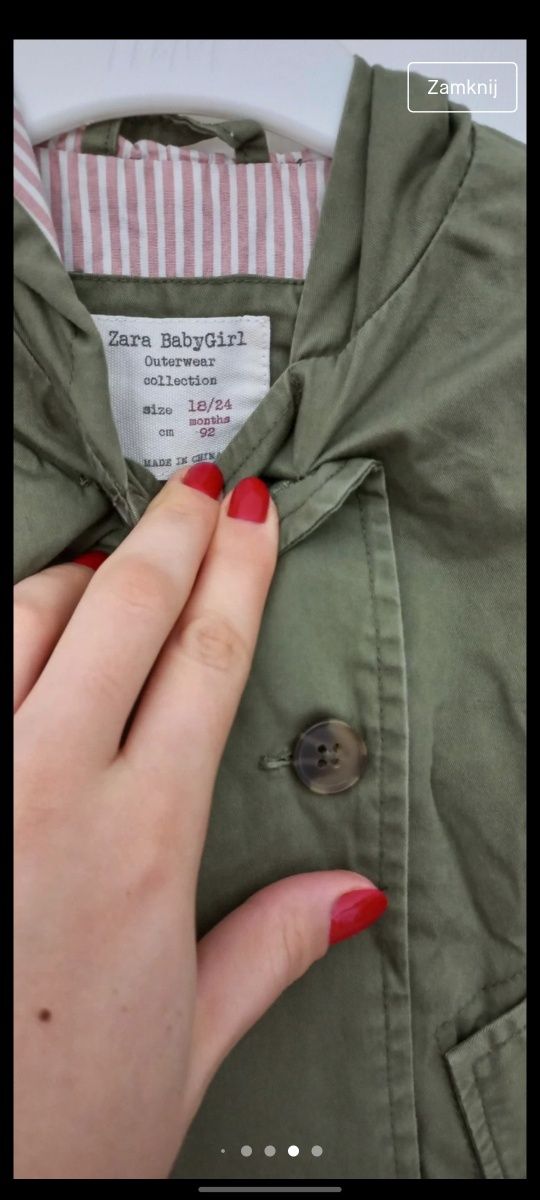 Zamknij
Zara BabyGirl
Outerwear
collection
size 18/24
months
cm 92
MADE IN CHINA